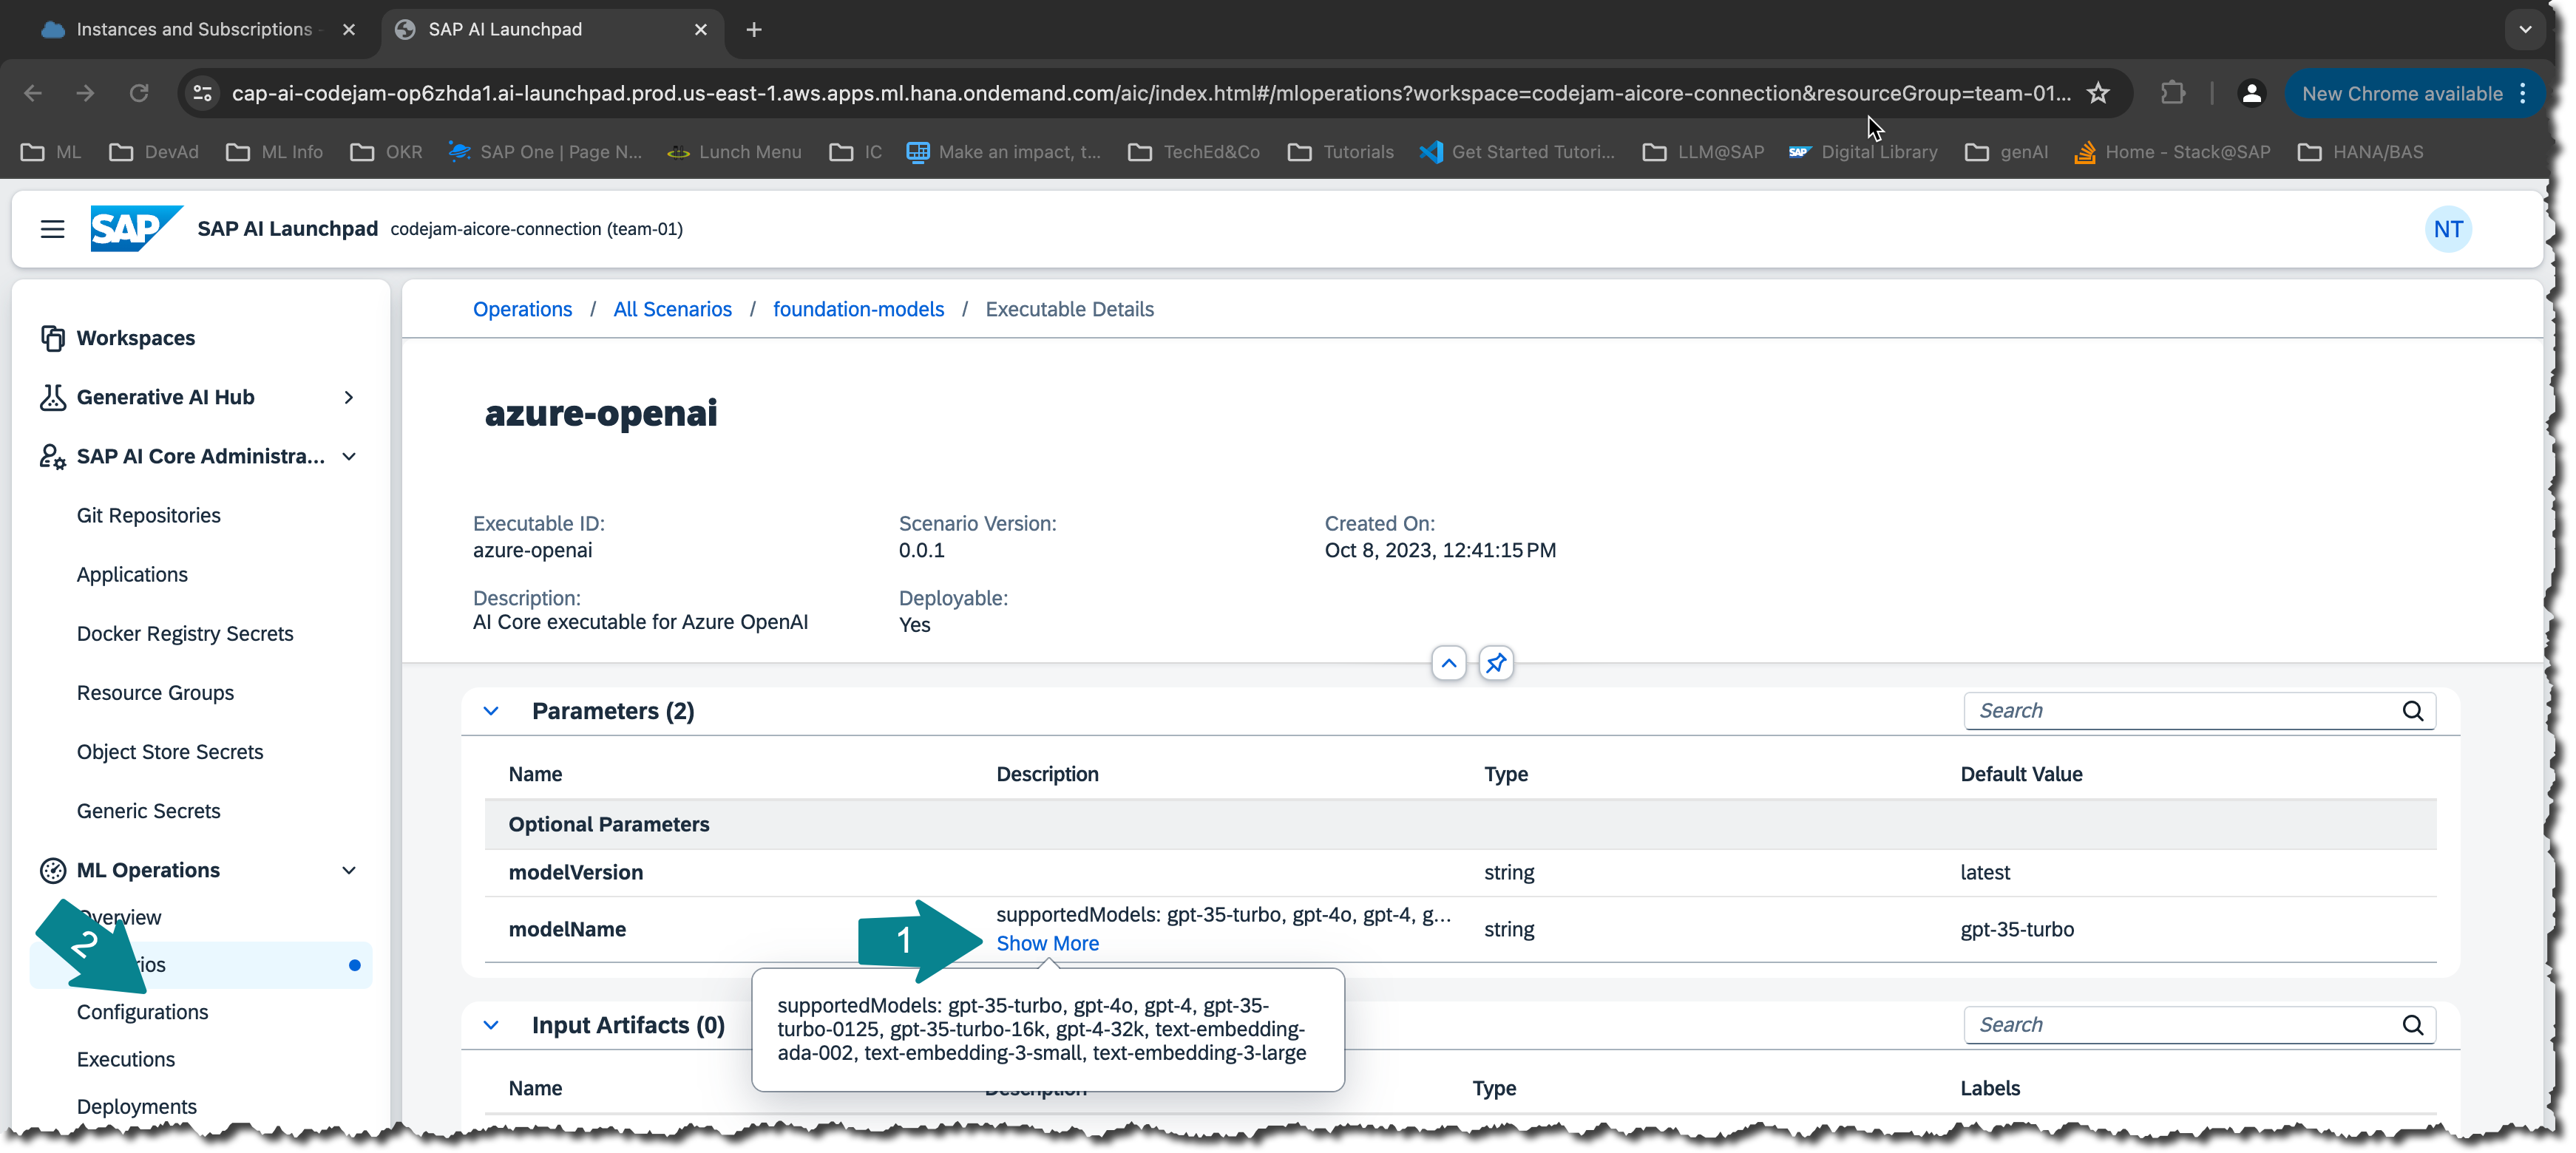 Instances and Subscriptions -
SAP AI Launchpad
cap-ai-codejam-op6zhda1.ai-launchpad.prod.us-east-1.aws.apps.ml.hana.ondemand.com/aic/index.html#/mloperations?workspace=codejam-aicore-connection&resourceGroup=team-01...
New Chrome available
ML
DevAd
ML Info
OKR
SAP One | Page N...
Lunch Menu
IC
Make an impact, t...
TechEd&Co
Tutorials
Get Started Tutori...
LLM@SAP
SAP
Digital Library
genAI
Home - Stack@SAP
HANA/BAS
SAP
SAP AI Launchpad
codejam-aicore-connection (team-01)
NT
Workspaces
Generative AI Hub
SAP AI Core Administra...
Git Repositories
Applications
Docker Registry Secrets
Resource Groups
Object Store Secrets
Generic Secrets
ML Operations
Overview
2
Configurations
Executions
Deployments
Operations / All Scenarios / foundation-models / Executable Details
azure-openai
Executable ID:
azure-openai
Scenario Version:
0.0.1
Created On:
Oct 8, 2023, 12:41:15 PM
Description:
AI Core executable for Azure OpenAI
Deployable:
Yes
Parameters (2)
Search
Name Description Type Default Value
Optional Parameters
modelVersion string latest
modelName
supportedModels: gpt-35-turbo, gpt-4o, gpt-4, g...
Show More
string
gpt-35-turbo
1
supportedModels: gpt-35-turbo, gpt-4o, gpt-4, gpt-35-
turbo-0125, gpt-35-turbo-16k, gpt-4-32k, text-embedding-
ada-002, text-embedding-3-small, text-embedding-3-large
Input Artifacts (0)
Search
Name Description Type Labels